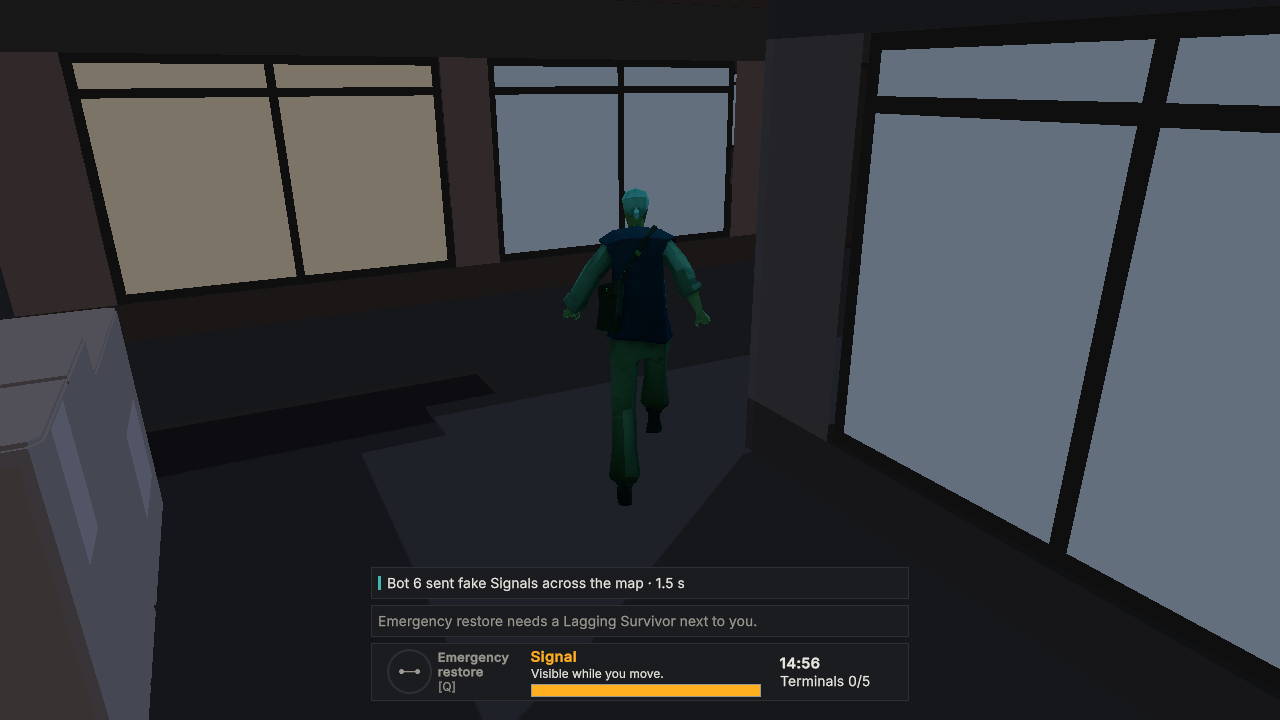 Bot 6 sent fake Signals across the map · 1.5 s
Emergency restore needs a Lagging Survivor next to you.
Emergency
restore
[Q]
Signal
Visible while you move.
14:56
Terminals 0/5